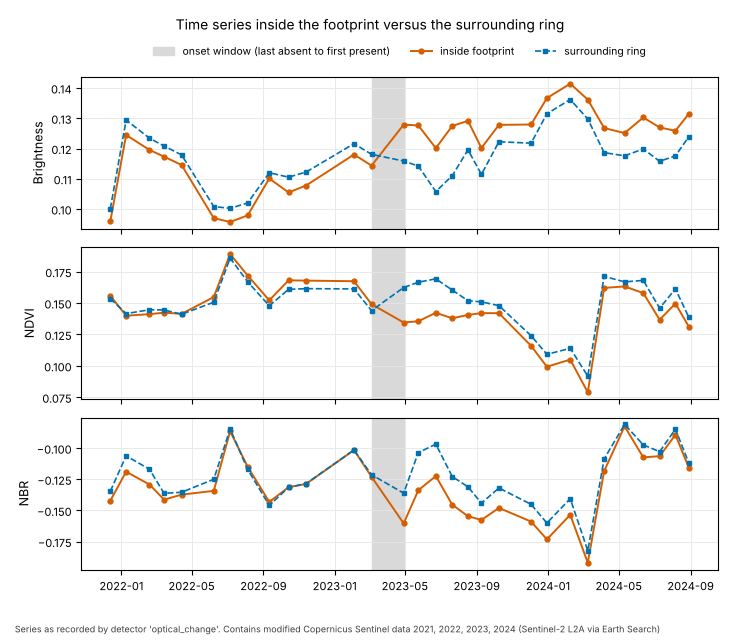 Time series inside the footprint versus the surrounding ring
onset window (last absent to first present) inside footprint surrounding ring
Brightness
0.14
0.13
0.12
0.11
0.10
NDVI
0.175
0.150
0.125
0.100
0.075
NBR
−0.100
−0.125
−0.150
−0.175
2022-01 2022-05 2022-09 2023-01 2023-05 2023-09 2024-01 2024-05 2024-09
Series as recorded by detector 'optical_change'. Contains modified Copernicus Sentinel data 2021, 2022, 2023, 2024 (Sentinel-2 L2A via Earth Search)